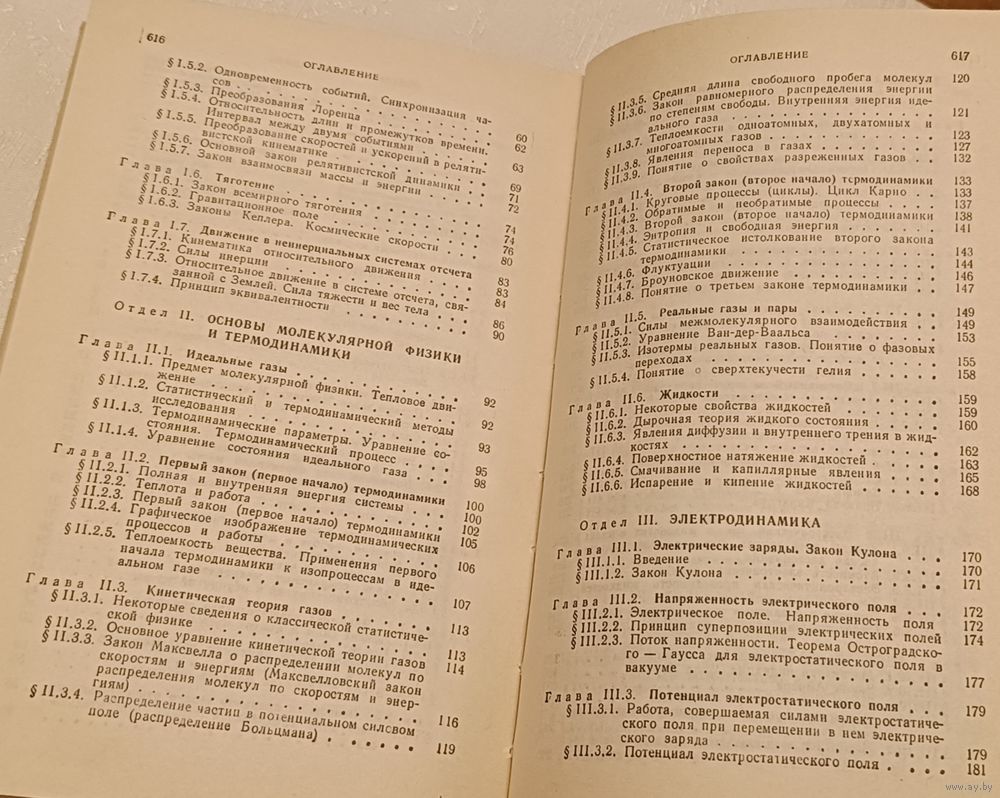 616
ОГЛАВЛЕНИЕ
§ I.5.2. Одновременность событий. Синхронизация ча-
сов . . . . . . . . . . . . 60
§ I.5.3. Преобразования Лоренца . . . . . . . . 62
§ I.5.4. Относительность длин и промежутков времени.
Интервал между двумя событиями . . . . . 63
§ I.5.5. Преобразование скоростей и ускорений в реляти-
вистской кинематике . . . . . . . . . 69
§ I.5.6. Основной закон релятивистской динамики . . . 71
§ I.5.7. Закон взаимосвязи массы и энергии . . . . 72
Глава I.6. Тяготение . . . . . . . . . . . 74
§ I.6.1. Закон всемирного тяготения . . . . . . 74
§ I.6.2. Гравитационное поле . . . . . . . . 76
§ I.6.3. Законы Кеплера. Космические скорости . . . 80
Глава I.7. Движение в неинерциальных системах отсчета 83
§ I.7.1. Кинематика относительного движения . . . . 83
§ I.7.2. Силы инерции . . . . . . . . . . 84
§ I.7.3. Относительное движение в системе отсчета, свя-
занной с Землей. Сила тяжести и вес тела . . . 86
§ I.7.4. Принцип эквивалентности . . . . . . . 90
Отдел II. ОСНОВЫ МОЛЕКУЛЯРНОЙ ФИЗИКИ
И ТЕРМОДИНАМИКИ
Глава II.1. Идеальные газы . . . . . . . . . 92
§ II.1.1. Предмет молекулярной физики. Тепловое дви-
жение . . . . . . . . . . . . 92
§ II.1.2. Статистический и термодинамический методы
исследования . . . . . . . . . . 93
§ II.1.3. Термодинамические параметры. Уравнение со-
стояния. Термодинамический процесс . . . . 95
§ II.1.4. Уравнение состояния идеального газа . . . 98
Глава II.2. Первый закон (первое начало) термодинамики 100
§ II.2.1. Полная и внутренняя энергия системы . . . 100
§ II.2.2. Теплота и работа . . . . . . . . . 102
§ II.2.3. Первый закон (первое начало) термодинамики 105
§ II.2.4. Графическое изображение термодинамических
процессов и работы . . . . . . . . 106
§ II.2.5. Теплоемкость вещества. Применения первого
начала термодинамики к изопроцессам в иде-
альном газе . . . . . . . . . . 107
Глава II.3. Кинетическая теория газов . . . . . . 113
§ II.3.1. Некоторые сведения о классической статистиче-
ской физике . . . . . . . . . . 113
§ II.3.2. Основное уравнение кинетической теории газов 114
§ II.3.3. Закон Максвелла о распределении молекул по
скоростям и энергиям (Максвелловский закон
распределения молекул по скоростям и энер-
гиям) . . . . . . . . . . . . 116
§ II.3.4. Распределение частиц в потенциальном силовом
поле (распределение Больцмана) . . . . . . 119
ОГЛАВЛЕНИЕ 617
§ II.3.5. Средняя длина свободного пробега молекул 120
§ II.3.6. Закон равномерного распределения энергии
по степеням свободы. Внутренняя энергия иде-
ального газа . . . . . . . . . . 121
§ II.3.7. Теплоемкости одноатомных, двухатомных и
многоатомных газов . . . . . . . . 123
§ II.3.8. Явления переноса в газах . . . . . . . 127
§ II.3.9. Понятие о свойствах разреженных газов . . 132
Глава II.4. Второй закон (второе начало) термодинамики 133
§ II.4.1. Круговые процессы (циклы). Цикл Карно . . 133
§ II.4.2. Обратимые и необратимые процессы . . . . 137
§ II.4.3. Второй закон (второе начало) термодинамики 138
§ II.4.4. Энтропия и свободная энергия . . . . . 141
§ II.4.5. Статистическое истолкование второго закона
термодинамики . . . . . . . . . 143
§ II.4.6. Флуктуации . . . . . . . . . . 144
§ II.4.7. Броуновское движение . . . . . . . 146
§ II.4.8. Понятие о третьем законе термодинамики . . 147
Глава II.5. Реальные газы и пары . . . . . . . 149
§ II.5.1. Силы межмолекулярного взаимодействия . . 149
§ II.5.2. Уравнение Ван-дер-Ваальса . . . . . . 153
§ II.5.3. Изотермы реальных газов. Понятие о фазовых
переходах . . . . . . . . . . . 155
§ II.5.4. Понятие о сверхтекучести гелия . . . . . 158
Глава II.6. Жидкости . . . . . . . . . . . 159
§ II.6.1. Некоторые свойства жидкостей . . . . . 159
§ II.6.2. Дырочная теория жидкого состояния . . . . 160
§ II.6.3. Явления диффузии и внутреннего трения в жид-
костях . . . . . . . . . . . . 162
§ II.6.4. Поверхностное натяжение жидкостей . . . . 163
§ II.6.5. Смачивание и капиллярные явления . . . . 165
§ II.6.6. Испарение и кипение жидкостей . . . . . 168
Отдел III. ЭЛЕКТРОДИНАМИКА
Глава III.1. Электрические заряды. Закон Кулона . . . 170
§ III.1.1. Введение . . . . . . . . . . . 170
§ III.1.2. Закон Кулона . . . . . . . . . 171
Глава III.2. Напряженность электрического поля . . . 172
§ III.2.1. Электрическое поле. Напряженность поля . 172
§ III.2.2. Принцип суперпозиции электрических полей 174
§ III.2.3. Поток напряженности. Теорема Остроградско-
го — Гаусса для электростатического поля в
вакууме . . . . . . . . . . . 177
Глава III.3. Потенциал электростатического поля . . . 179
§ III.3.1. Работа, совершаемая силами электростатиче-
ского поля при перемещении в нем электриче-
ского заряда . . . . . . . . . . 179
§ III.3.2. Потенциал электростатического поля . . . . 181
www.ay.by